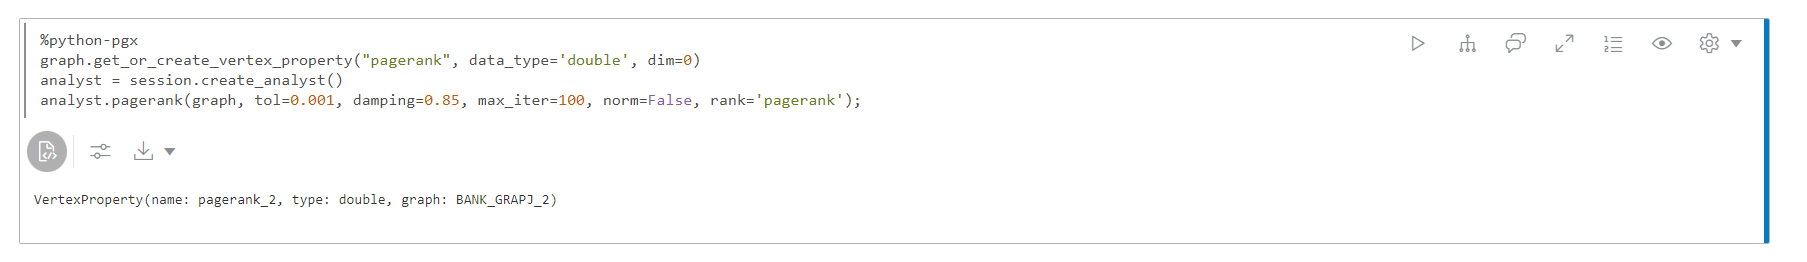 %python-pgx
graph.get_or_create_vertex_property("pagerank", data_type='double', dim=0)
analyst = session.create_analyst()
analyst.pagerank(graph, tol=0.001, damping=0.85, max_iter=100, norm=False, rank='pagerank');
VertexProperty(name: pagerank_2, type: double, graph: BANK_GRAPJ_2)